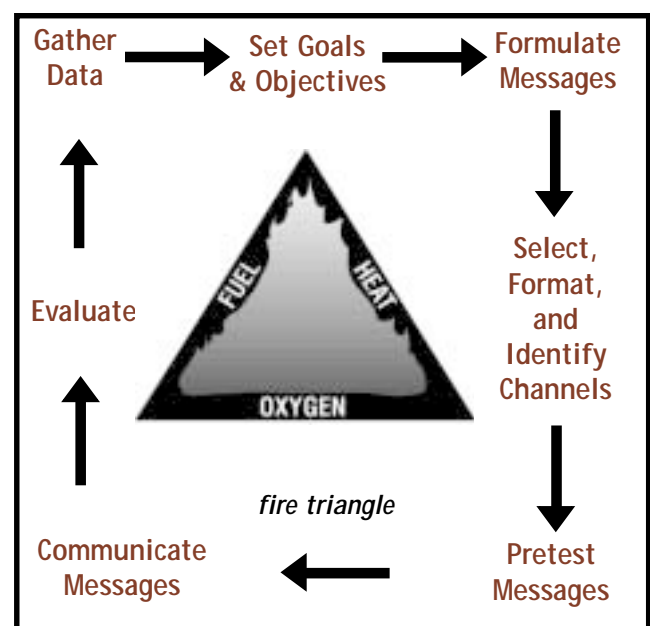 Gather
Data
Set Goals
& Objectives
Formulate
Messages
Select,
Format,
and
Identify
Channels
Pretest
Messages
Communicate
Messages
Evaluate
FUEL
HEAT
OXYGEN
fire triangle